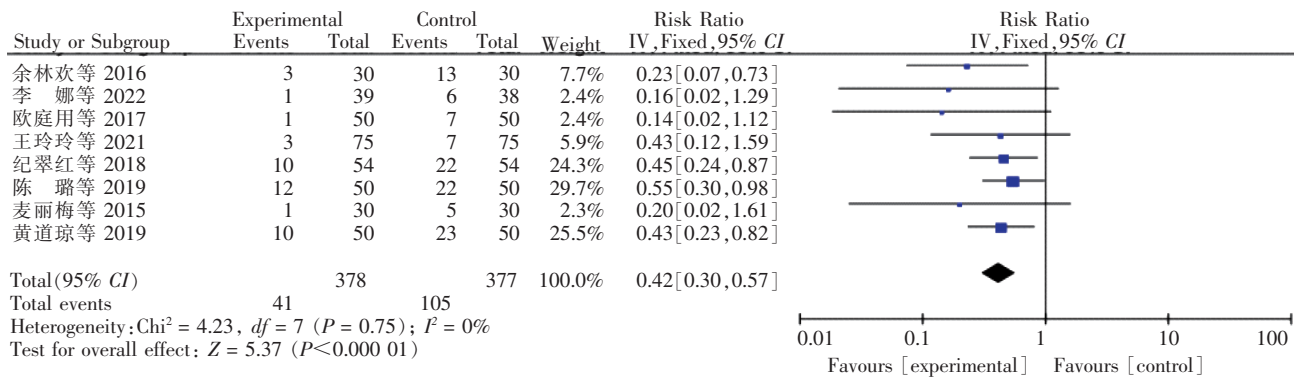 Experimental Control Risk Ratio Risk Ratio
Study or Subgroup Events Total Events Total Weight IV,Fixed,95% CI IV,Fixed,95% CI
余林欢等 2016 3 30 13 30 7.7% 0.23[0.07,0.73]
李 娜等 2022 1 39 6 38 2.4% 0.16[0.02,1.29]
欧庭用等 2017 1 50 7 50 2.4% 0.14[0.02,1.12]
王玲玲等 2021 3 75 7 75 5.9% 0.43[0.12,1.59]
纪翠红等 2018 10 54 22 54 24.3% 0.45[0.24,0.87]
陈 璐等 2019 12 50 22 50 29.7% 0.55[0.30,0.98]
麦丽梅等 2015 1 30 5 30 2.3% 0.20[0.02,1.61]
黄道琼等 2019 10 50 23 50 25.5% 0.43[0.23,0.82]
Total(95% CI) 378 377 100.0% 0.42[0.30,0.57]
Total events 41 105
Heterogeneity:Chi² = 4.23, df = 7 (P = 0.75); I² = 0%
Test for overall effect: Z = 5.37 (P<0.000 01)
0.01 0.1 1 10 100
Favours [experimental] Favours [control]